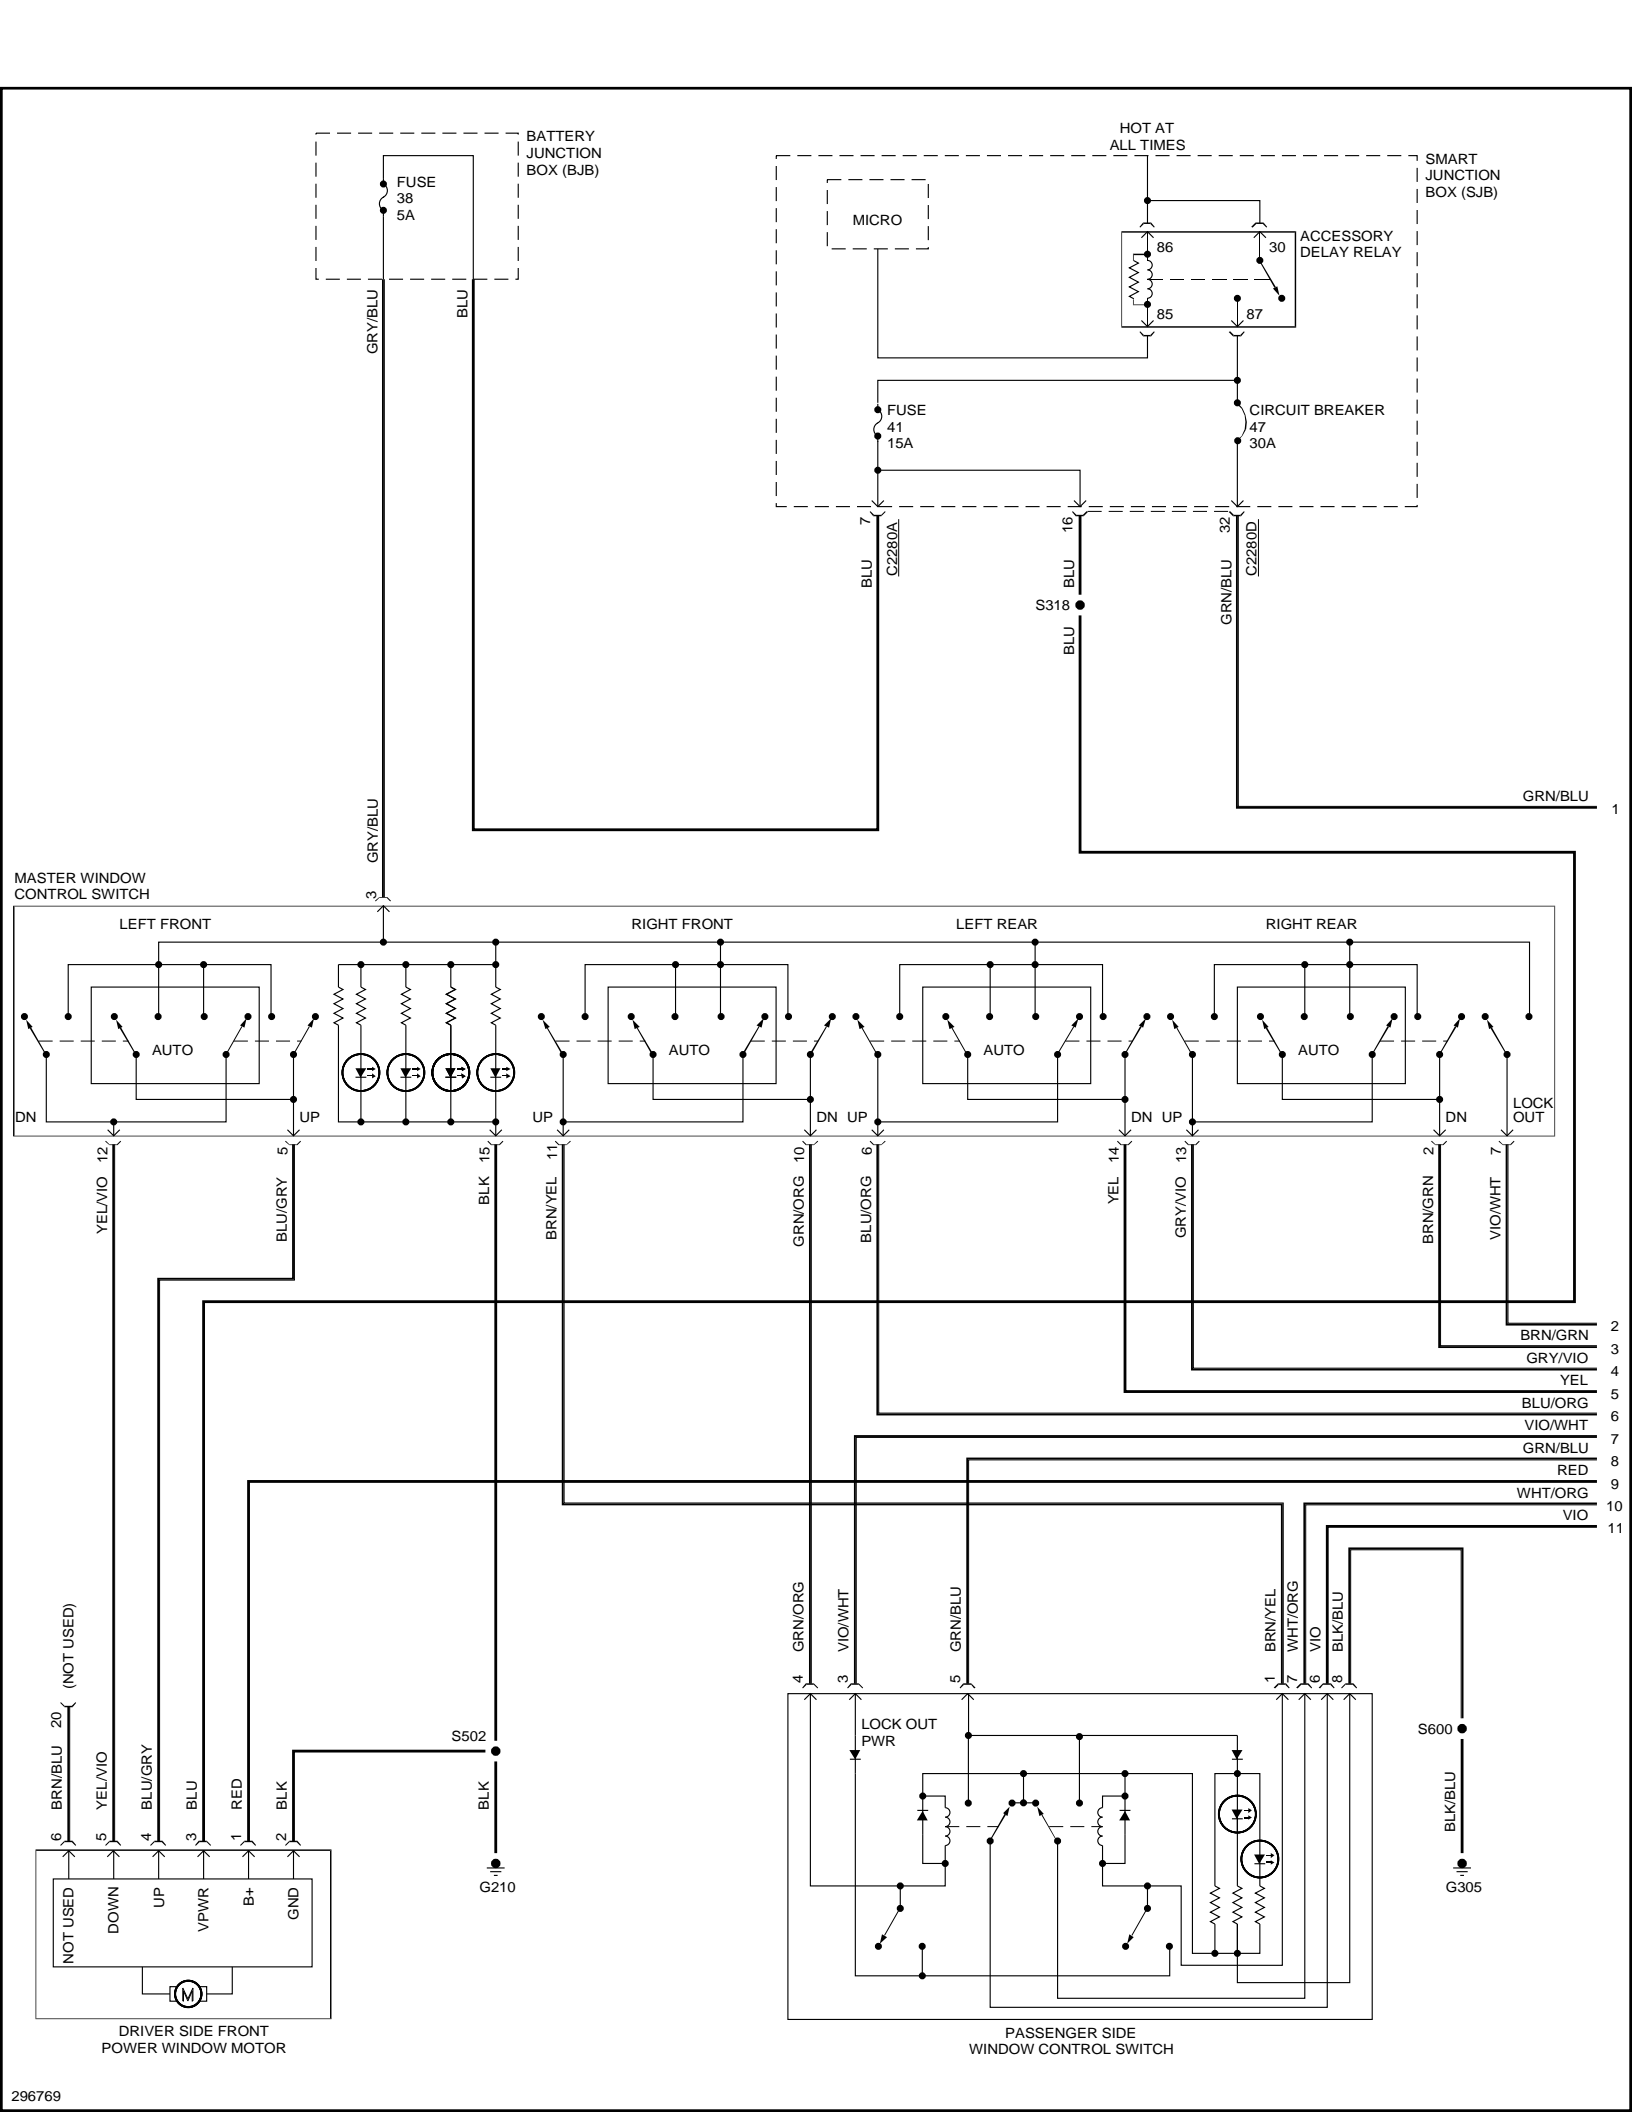 BATTERY
JUNCTION
BOX (BJB)
FUSE
38
5A
GRY/BLU
BLU
HOT AT
ALL TIMES
SMART
JUNCTION
BOX (SJB)
MICRO
ACCESSORY
DELAY RELAY
86
30
85
87
FUSE
41
15A
CIRCUIT BREAKER
47
30A
7
C2280A
16
32
C2280D
BLU
BLU
GRN/BLU
S318
BLU
GRN/BLU
1
GRY/BLU
MASTER WINDOW
CONTROL SWITCH
3
LEFT FRONT
RIGHT FRONT
LEFT REAR
RIGHT REAR
AUTO
AUTO
AUTO
AUTO
DN
UP
UP
DN
UP
DN
UP
DN
LOCK
OUT
12
5
15
11
10
6
14
13
2
7
YEL/VIO
BLU/GRY
BLK
BRN/YEL
GRN/ORG
BLU/ORG
YEL
GRY/VIO
BRN/GRN
VIO/WHT
2
BRN/GRN
3
GRY/VIO
4
YEL
5
BLU/ORG
6
VIO/WHT
7
GRN/BLU
8
RED
9
WHT/ORG
10
VIO
11
(NOT USED)
20
BRN/BLU
YEL/VIO
BLU/GRY
BLU
RED
BLK
6
5
4
3
1
2
S502
BLK
G210
NOT USED
DOWN
UP
VPWR
B+
GND
M
DRIVER SIDE FRONT
POWER WINDOW MOTOR
GRN/ORG
VIO/WHT
GRN/BLU
BRN/YEL
WHT/ORG
VIO
BLK/BLU
4
3
5
1
7
6
8
LOCK OUT
PWR
S600
BLK/BLU
G305
PASSENGER SIDE
WINDOW CONTROL SWITCH
296769